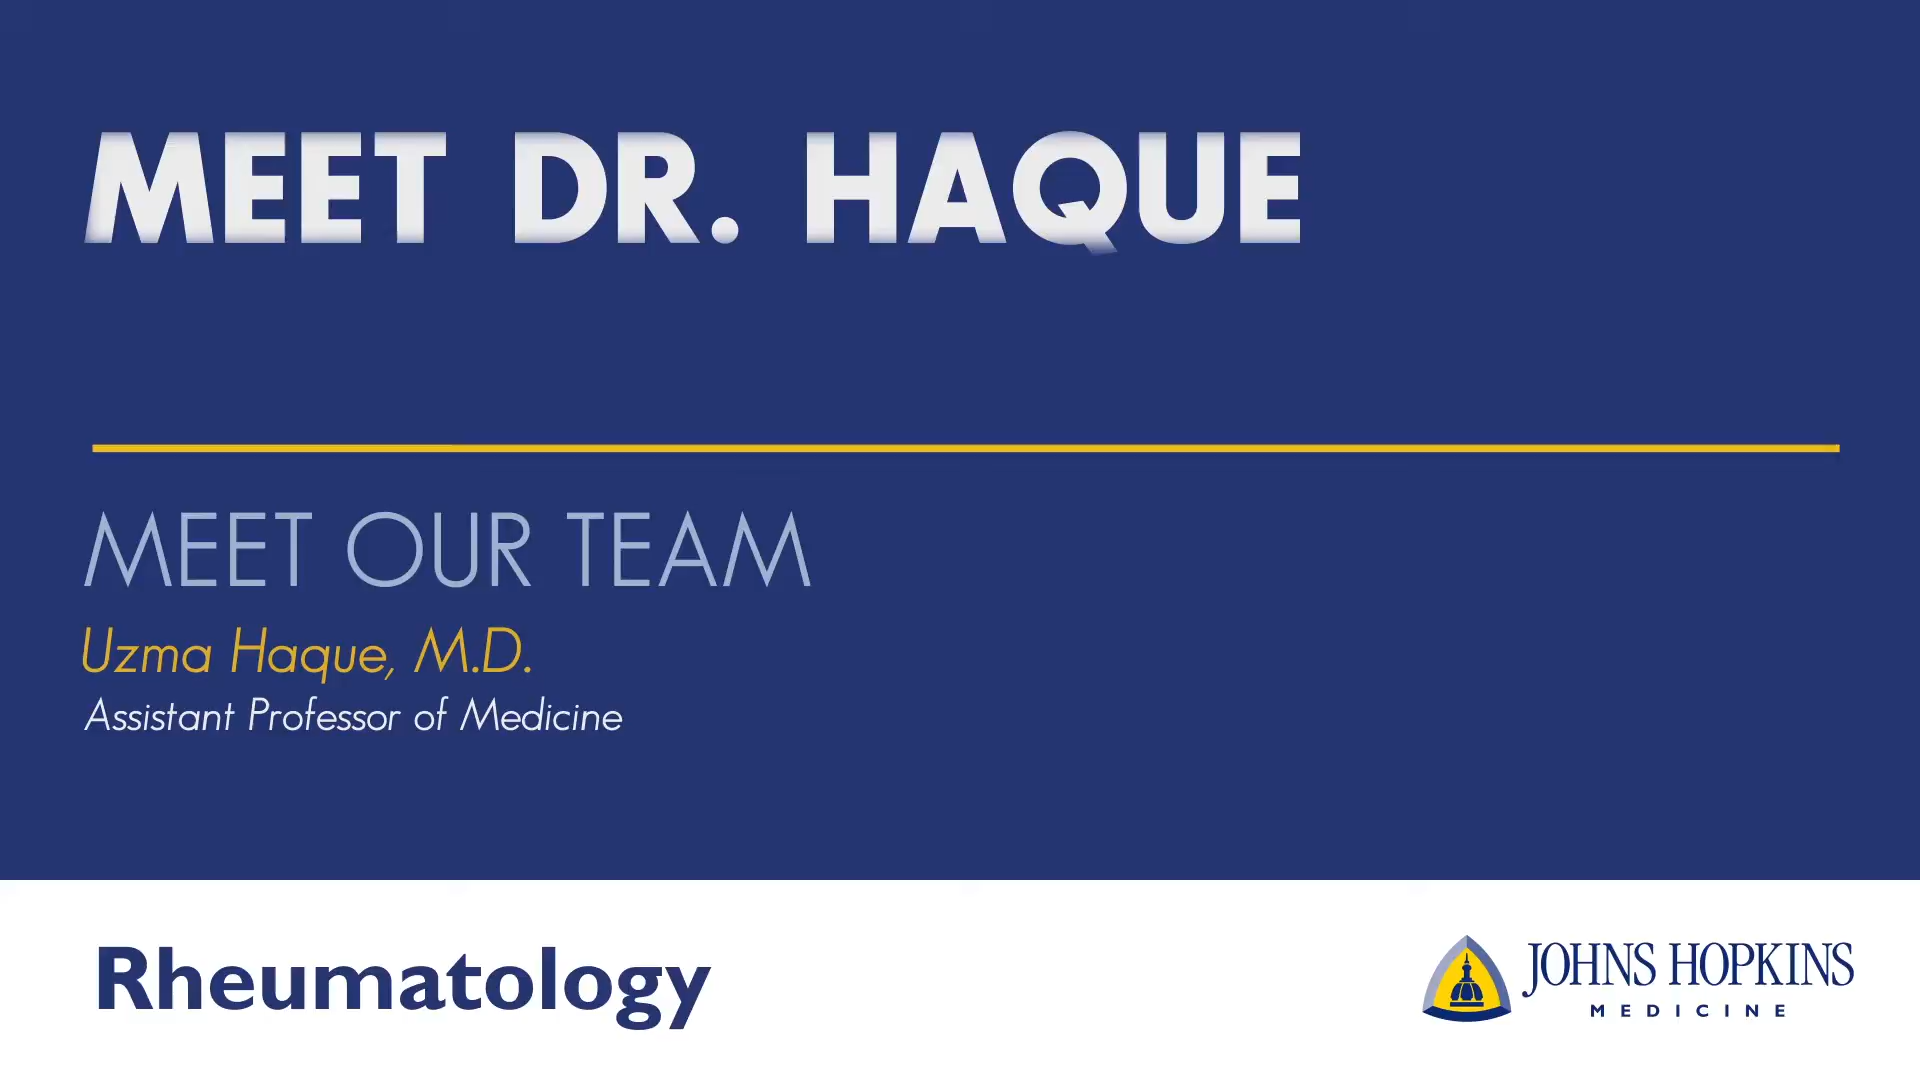 MEET DR. HAQUE
MEET OUR TEAM
Uzma Haque, M.D.
Assistant Professor of Medicine
Rheumatology
JOHNS HOPKINS
MEDICINE